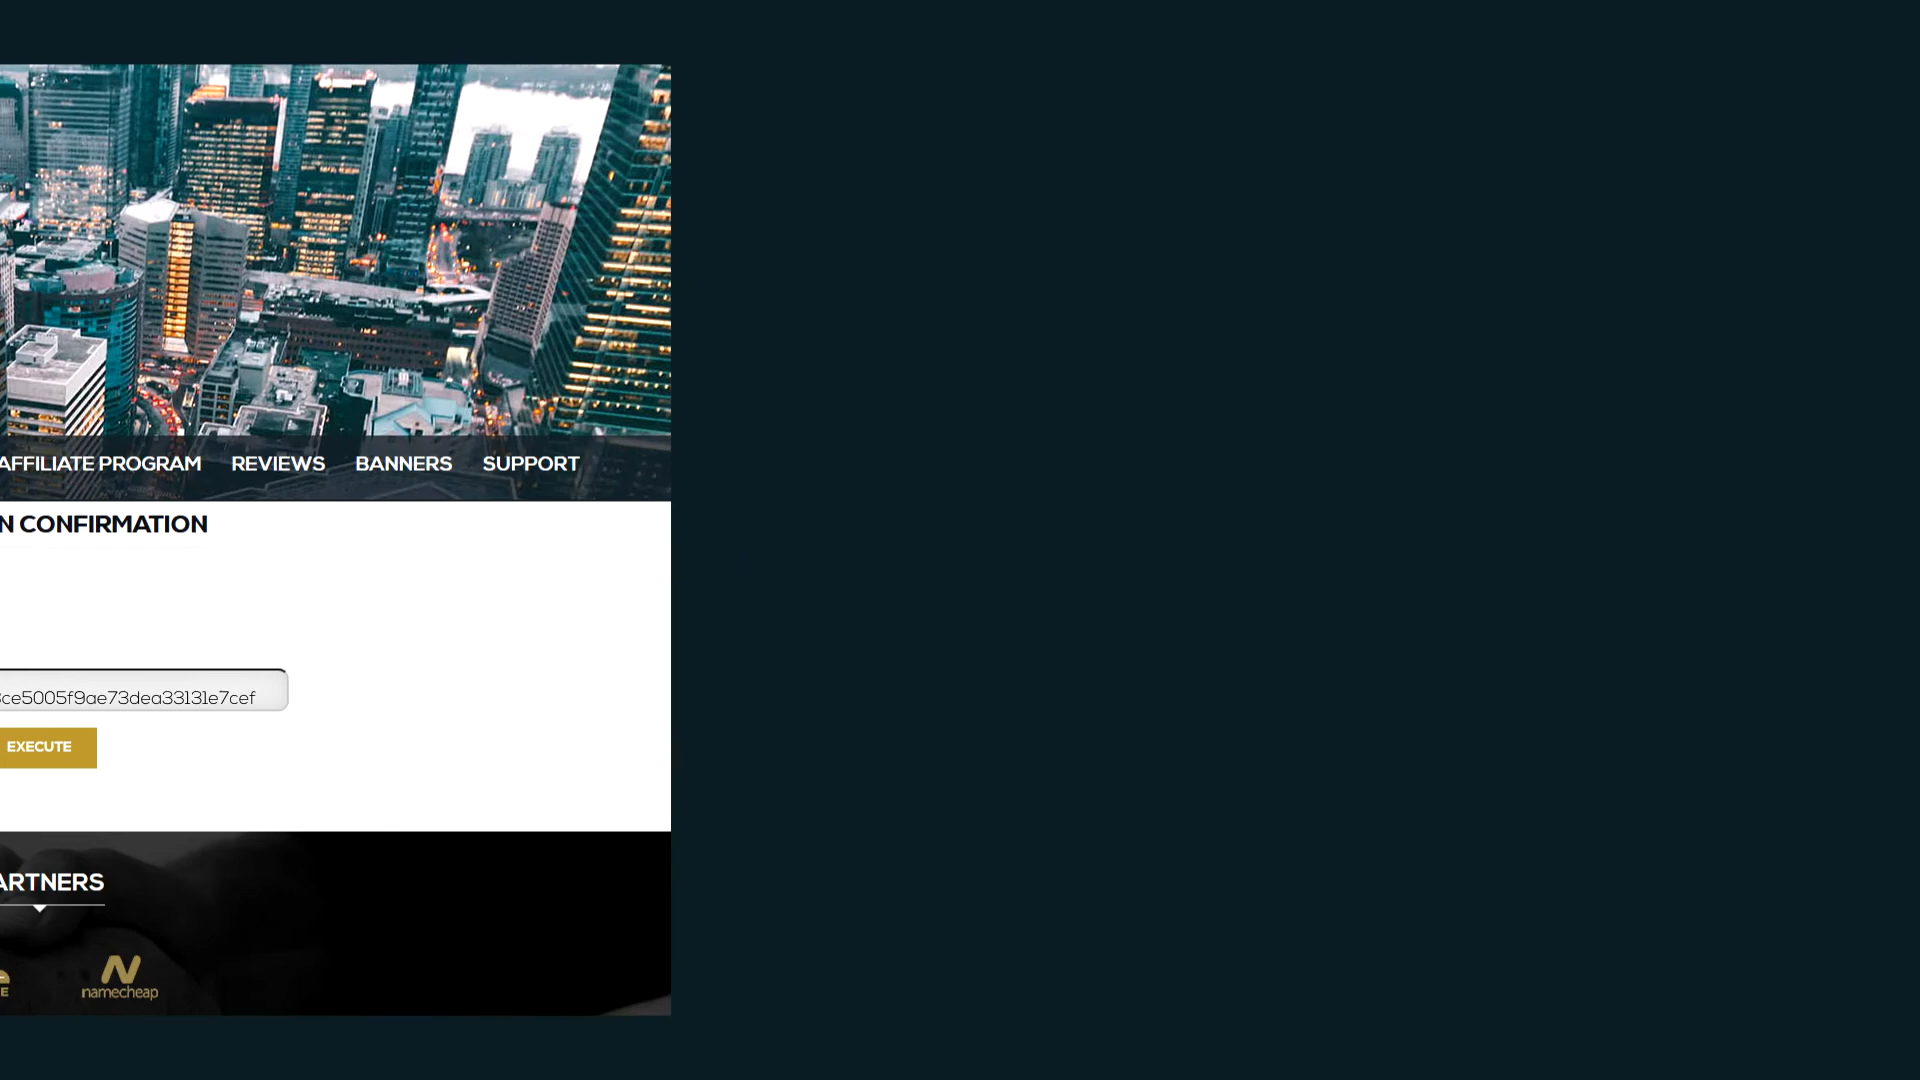 AFFILIATE PROGRAM REVIEWS BANNERS SUPPORT
N CONFIRMATION
ce5005f9ae73dea33131e7cef
EXECUTE
ARTNERS
E
namecheap